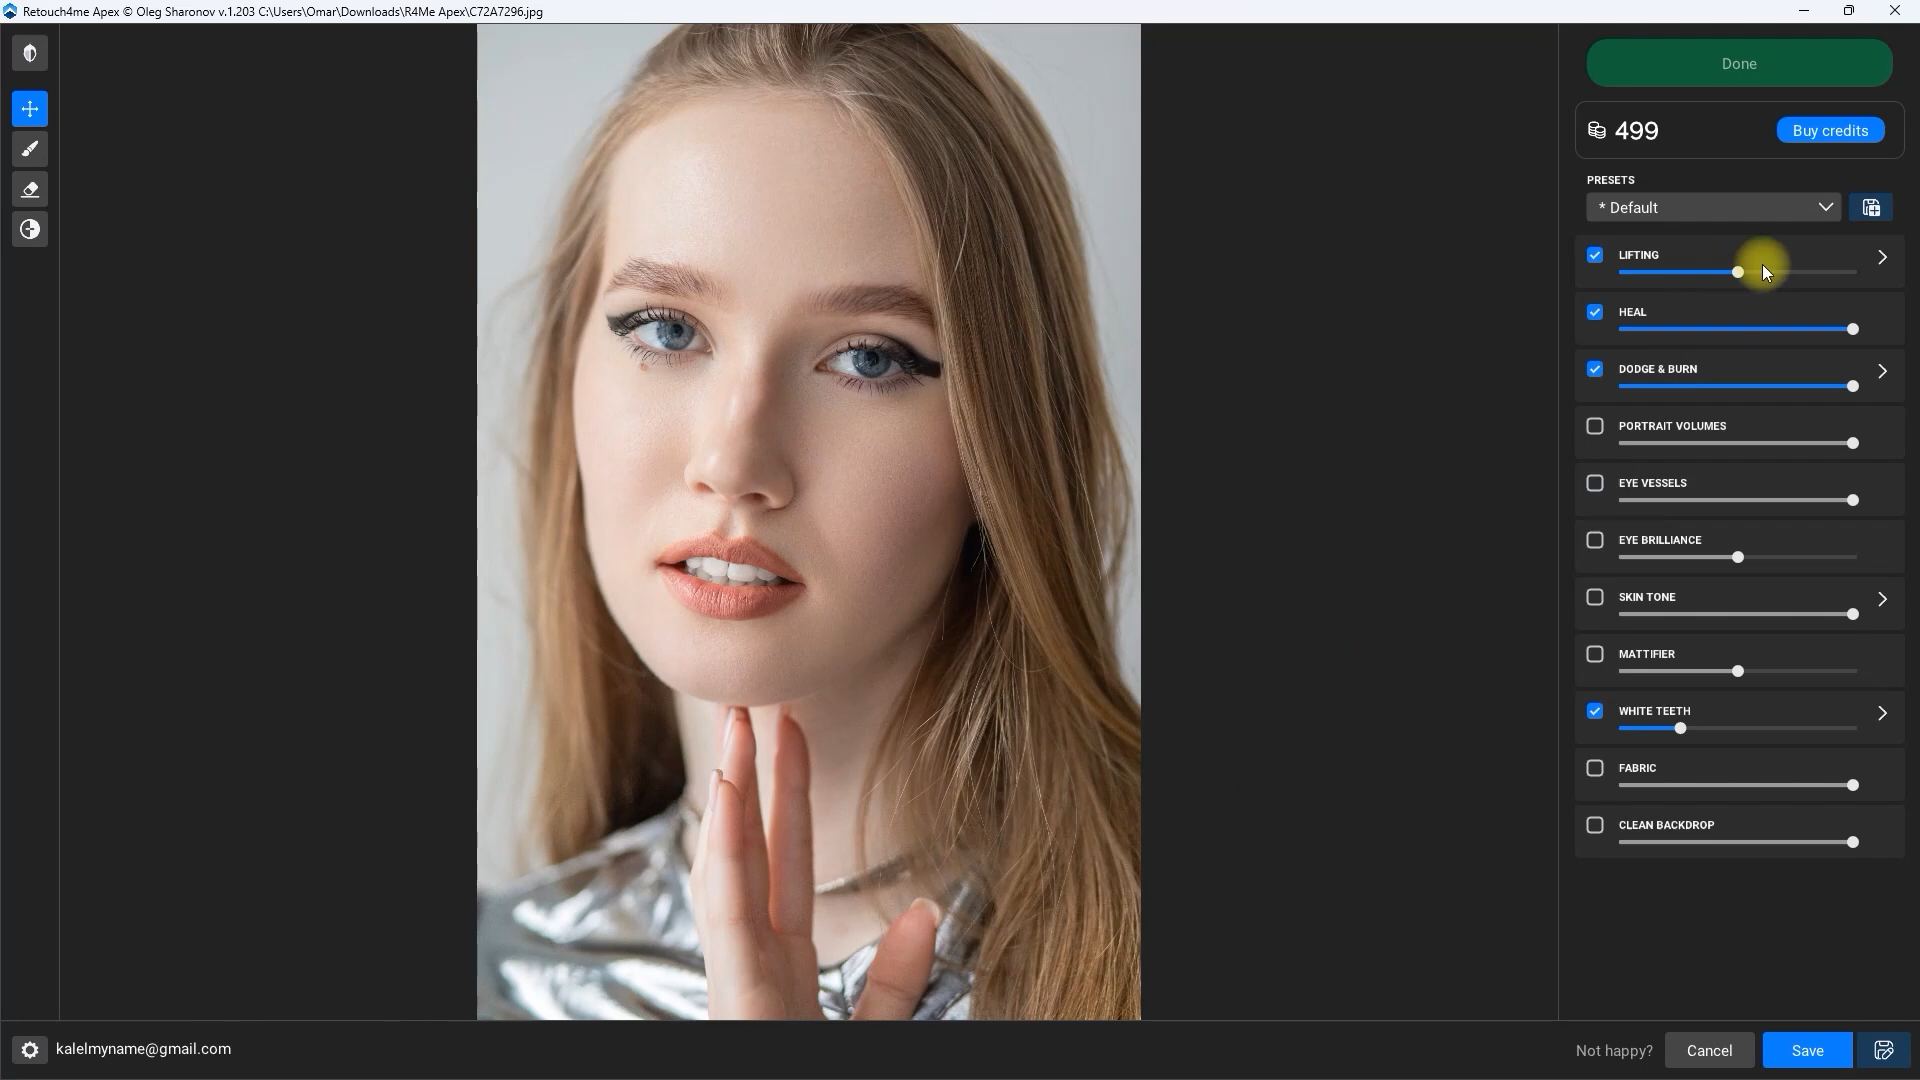 Retouch4me Apex © Oleg Sharonov v.1.203 C:\Users\Omar\Downloads\R4Me Apex\C72A7296.jpg
Done
499
Buy credits
PRESETS
* Default
LIFTING
HEAL
DODGE & BURN
PORTRAIT VOLUMES
EYE VESSELS
EYE BRILLIANCE
SKIN TONE
MATTIFIER
WHITE TEETH
FABRIC
CLEAN BACKDROP
kalelmyname@gmail.com
Not happy?
Cancel
Save